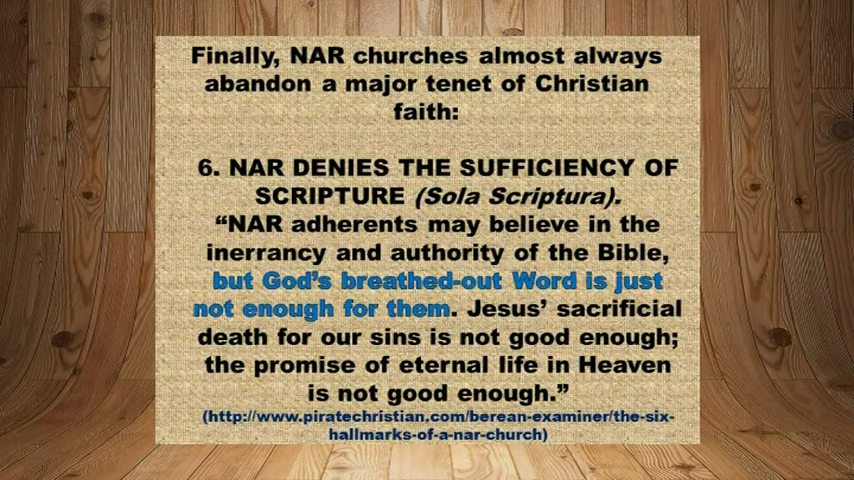 Finally, NAR churches almost always
abandon a major tenet of Christian
faith:
6. NAR DENIES THE SUFFICIENCY OF
SCRIPTURE (Sola Scriptura).
“NAR adherents may believe in the
inerrancy and authority of the Bible,
but God’s breathed-out Word is just
not enough for them. Jesus’ sacrificial
death for our sins is not good enough;
the promise of eternal life in Heaven
is not good enough.”
(http://www.piratechristian.com/berean-examiner/the-six-
hallmarks-of-a-nar-church)